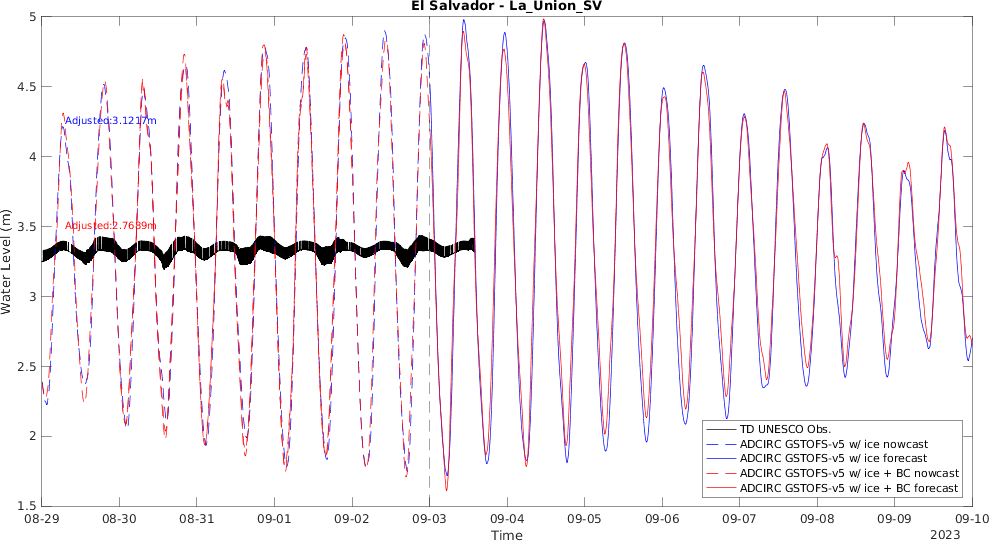 El Salvador - La_Union_SV
Water Level (m)
5
4.5
4
3.5
3
2.5
2
1.5
Adjusted:3.1217m
Adjusted:2.7689m
TD UNESCO Obs.
ADCIRC GSTOFS-v5 w/ ice nowcast
ADCIRC GSTOFS-v5 w/ ice forecast
ADCIRC GSTOFS-v5 w/ ice + BC nowcast
ADCIRC GSTOFS-v5 w/ ice + BC forecast
08-29 08-30 08-31 09-01 09-02 09-03 09-04 09-05 09-06 09-07 09-08 09-09 09-10
Time
2023